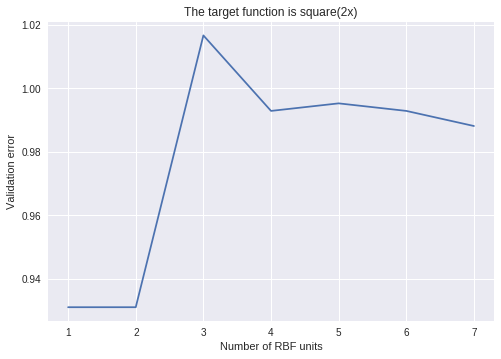 The target function is square(2x)
1.02
1.00
0.98
0.96
0.94
Validation error
1 2 3 4 5 6 7
Number of RBF units